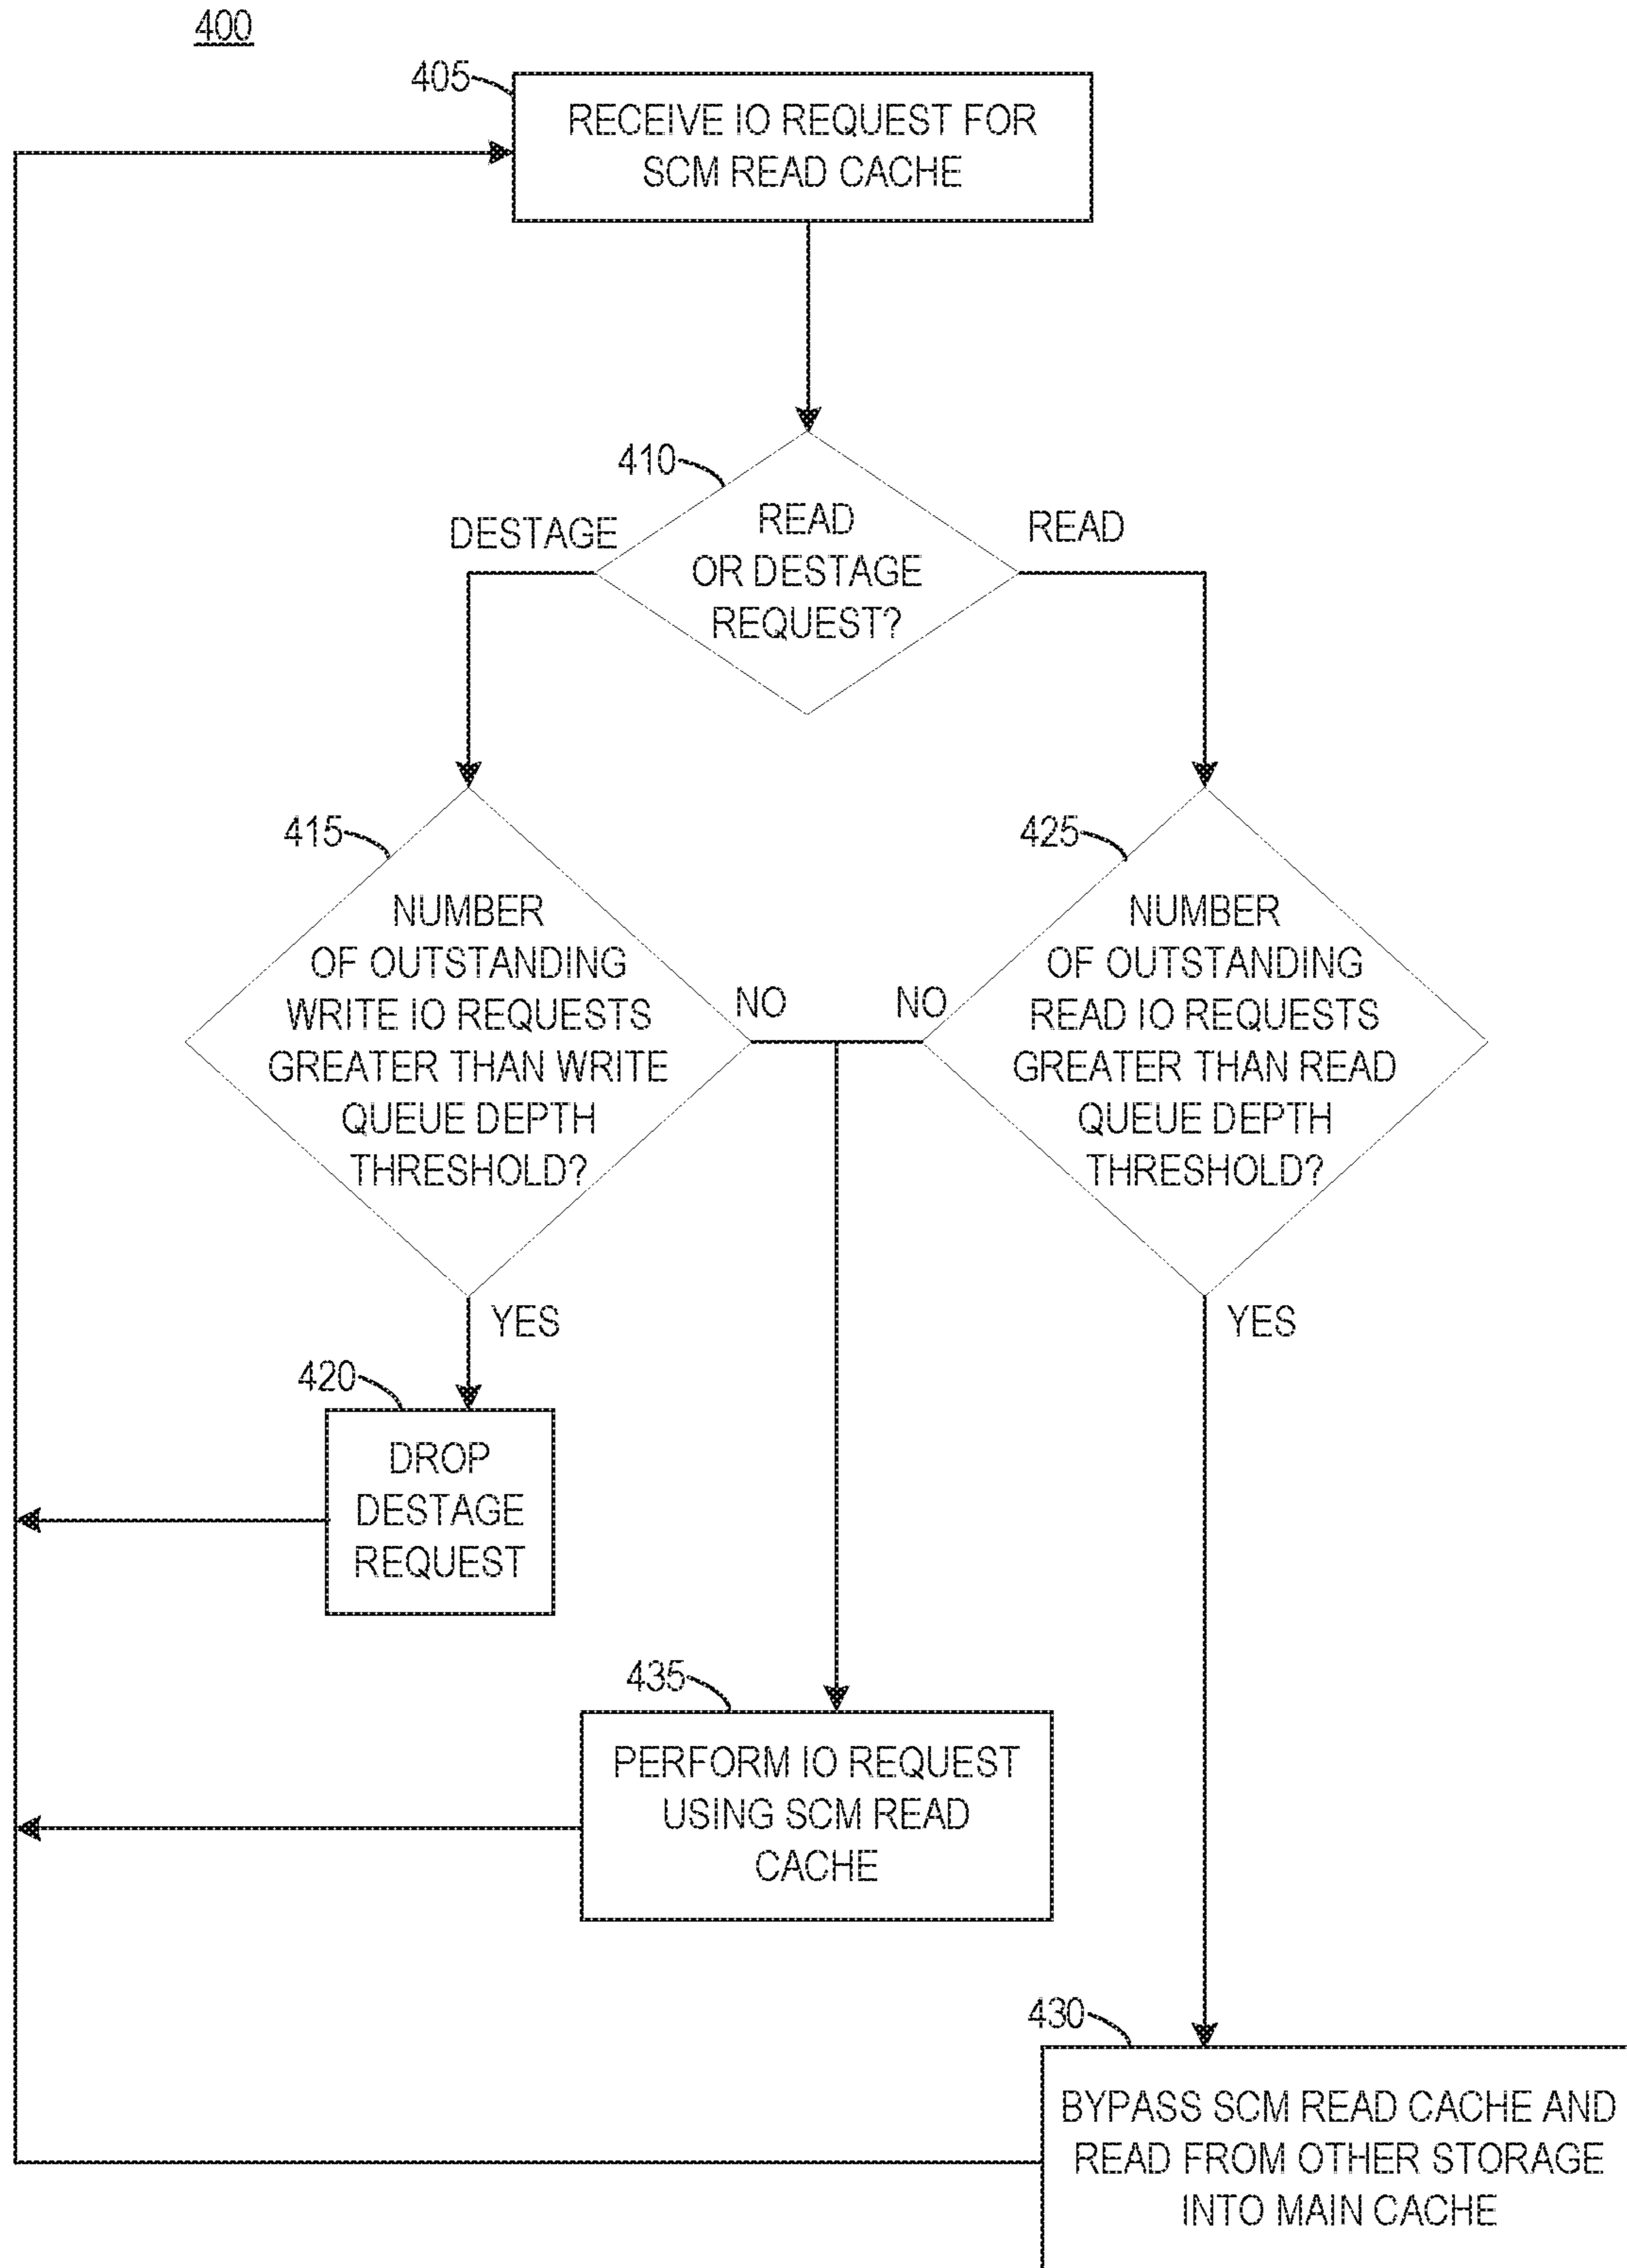 400
405
RECEIVE IO REQUEST FOR
SCM READ CACHE
410
DESTAGE
READ
OR DESTAGE
REQUEST?
READ
415
NUMBER
OF OUTSTANDING
WRITE IO REQUESTS
GREATER THAN WRITE
QUEUE DEPTH
THRESHOLD?
NO
NO
425
NUMBER
OF OUTSTANDING
READ IO REQUESTS
GREATER THAN READ
QUEUE DEPTH
THRESHOLD?
YES
YES
420
DROP
DESTAGE
REQUEST
435
PERFORM IO REQUEST
USING SCM READ
CACHE
430
BYPASS SCM READ CACHE AND
READ FROM OTHER STORAGE
INTO MAIN CACHE